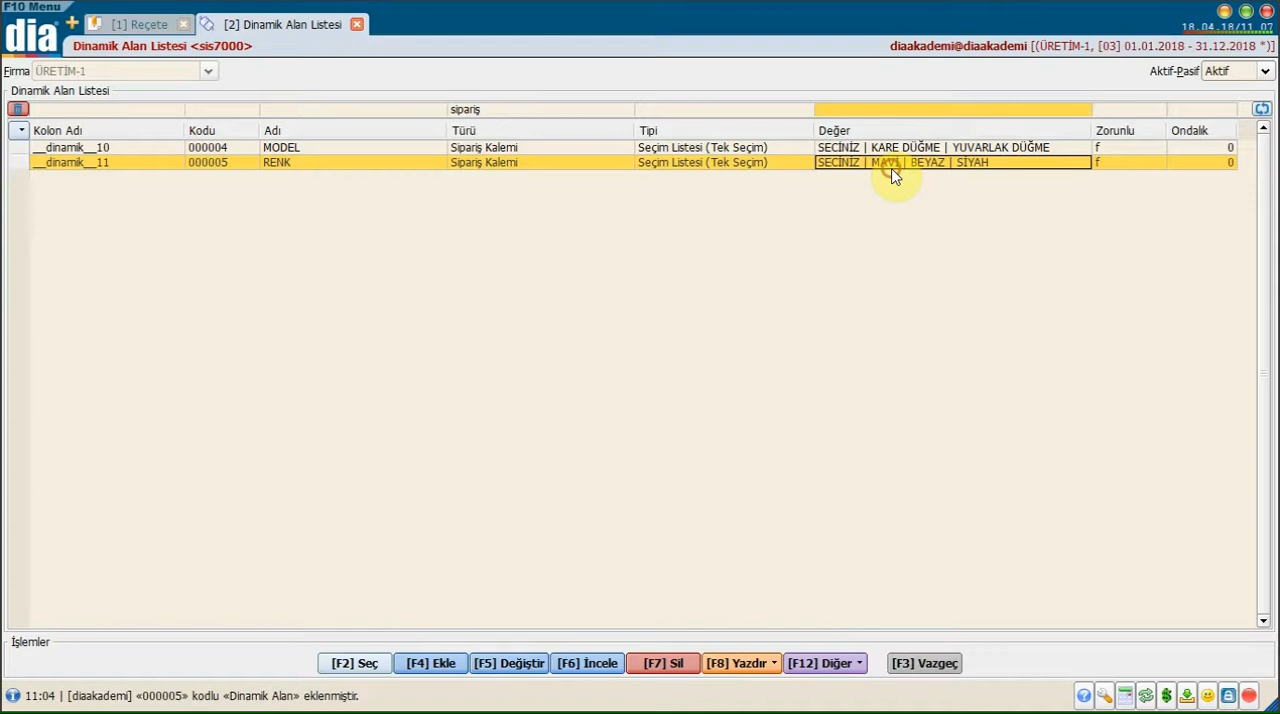 F10 Menu
dia
[1] Reçete
[2] Dinamik Alan Listesi
18.04.18/11 07
Dinamik Alan Listesi <sis7000>
diaakademi@diaakademi [(ÜRETİM-1, [03] 01.01.2018 - 31.12.2018 *)]
Firma ÜRETİM-1
Aktif-Pasif Aktif
Dinamik Alan Listesi
sipariş
Kolon Adı Kodu Adı Türü Tipi Değer Zorunlu Ondalık
__dinamik__10 000004 MODEL Sipariş Kalemi Seçim Listesi (Tek Seçim) SECİNİZ | KARE DÜĞME | YUVARLAK DÜĞME f 0
__dinamik__11 000005 RENK Sipariş Kalemi Seçim Listesi (Tek Seçim) SECİNİZ | MAVİ | BEYAZ | SİYAH f 0
İşlemler
[F2] Seç [F4] Ekle [F5] Değiştir [F6] İncele [F7] Sil [F8] Yazdır [F12] Diğer [F3] Vazgeç
11:04 | [diaakademi] «000005» kodlu «Dinamik Alan» eklenmiştir.